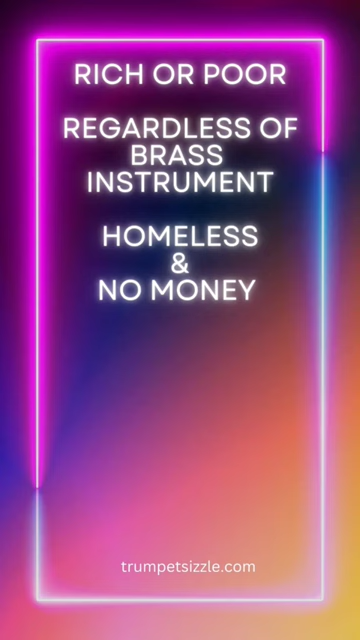 RICH OR POOR
REGARDLESS OF
BRASS
INSTRUMENT
HOMELESS
&
NO MONEY
trumpetsizzle.com